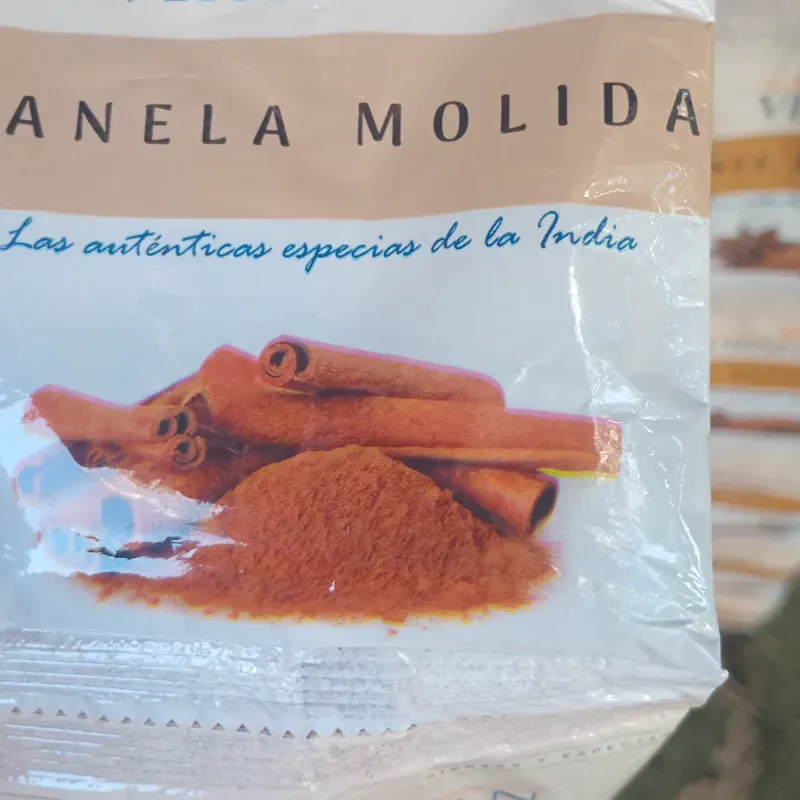 ANELA MOLIDA
Las auténticas especias de la India